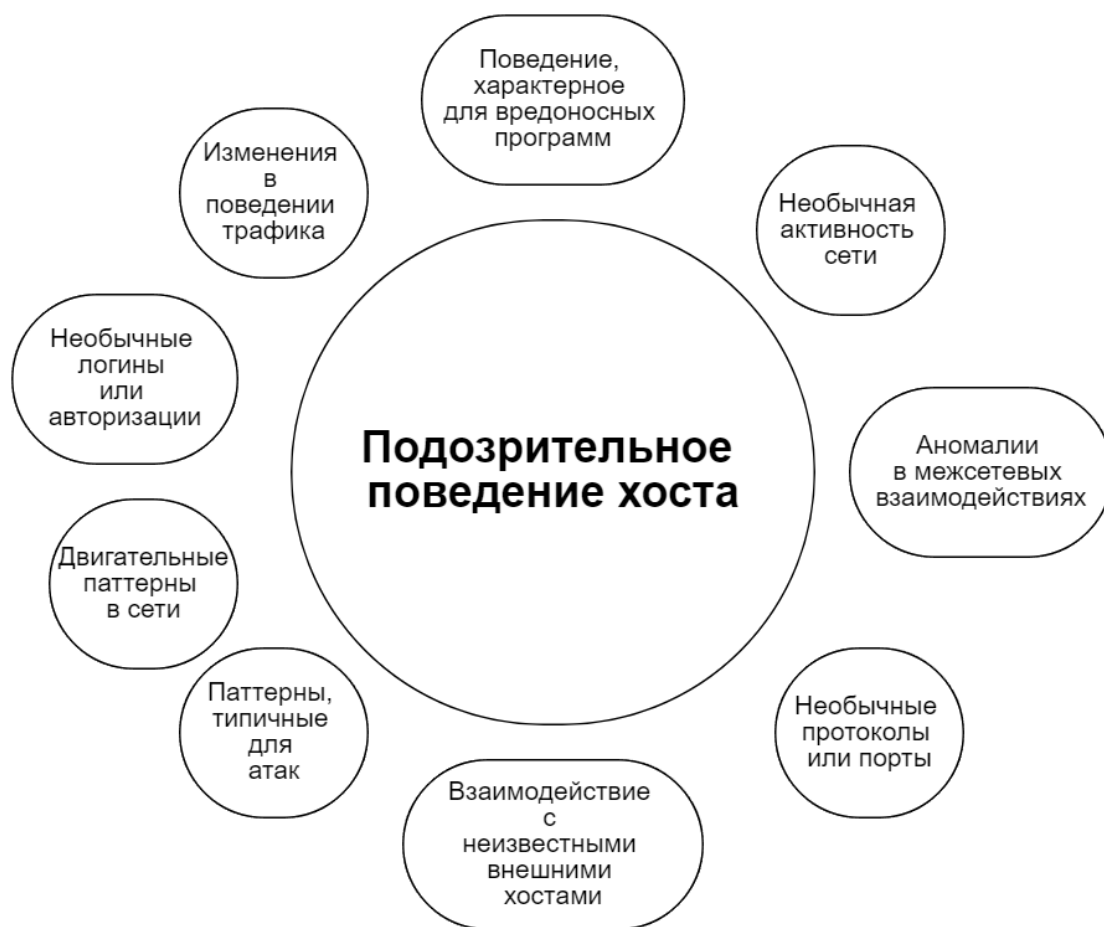 Поведение,
характерное
для вредоносных
программ
Изменения
в
поведении
трафика
Необычная
активность
сети
Необычные
логины
или
авторизации
Подозрительное
поведение хоста
Аномалии
в межсетевых
взаимодействиях
Двигательные
паттерны
в сети
Паттерны,
типичные
для
атак
Необычные
протоколы
или порты
Взаимодействие
с
неизвестными
внешними
хостами